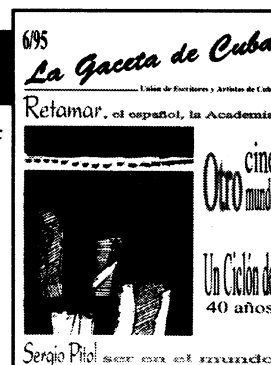 6/95
La Gaceta de Cuba
Unión de Escritores y Artistas de Cuba
Retamar, el español, la Academia
Otro cine
mund
Un Ciclón de
40 años
Sergio Pitol ser en el mundo